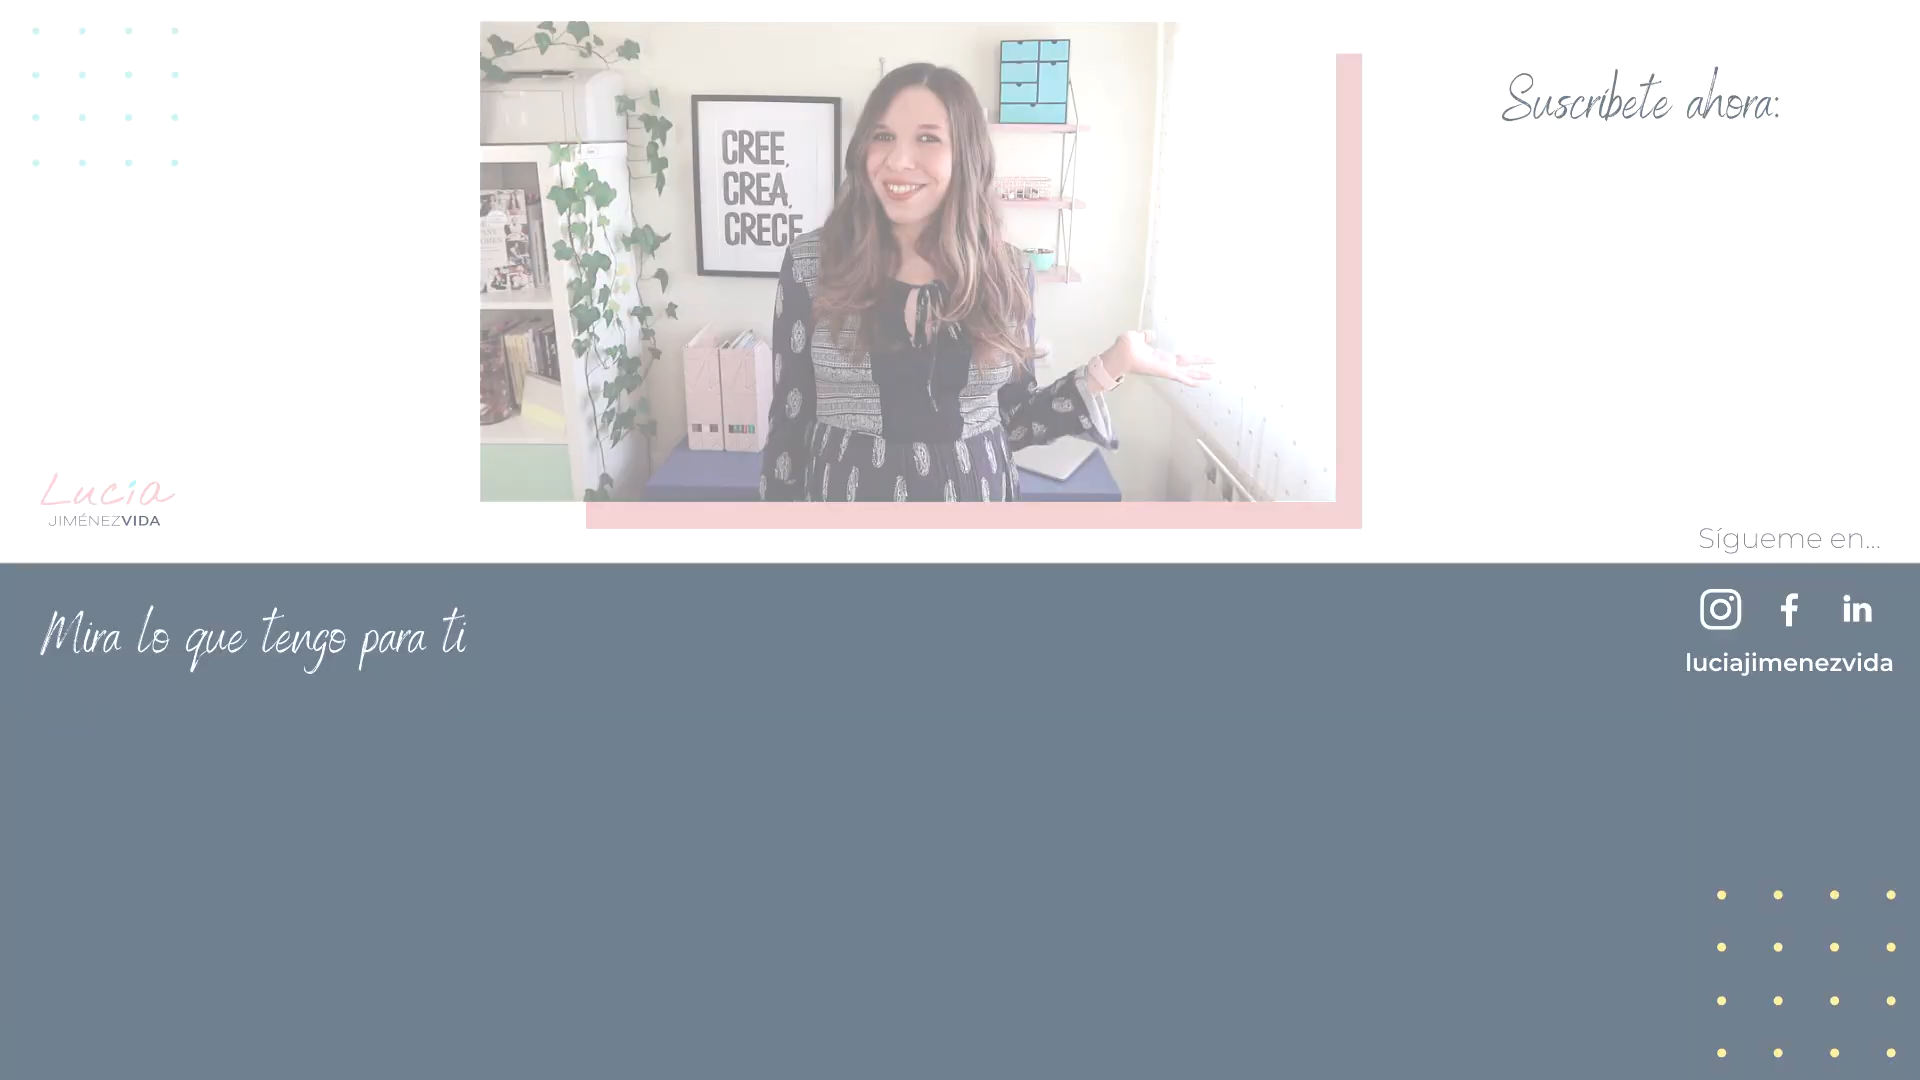 CREE,
CREA,
CRECE
Suscríbete ahora:
Lucía
JIMÉNEZVIDA
Sígueme en...
Mira lo que tengo para ti
luciajimenezvida